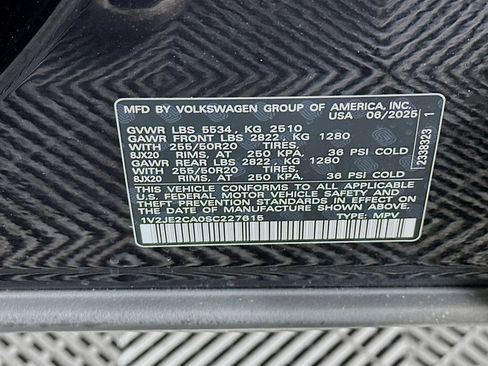 MFD BY VOLKSWAGEN GROUP OF AMERICA, INC.
USA 06/2025
GVWR LBS 5534, KG 2510
GAWR FRONT LBS 2822, KG 1280
WITH 255/50R20 TIRES,
8JX20 RIMS, AT 250 KPA. 36 PSI COLD
GAWR REAR LBS 2822, KG 1280
WITH 255/50R20 TIRES,
8JX20 RIMS, AT 250 KPA. 36 PSI COLD
THIS VEHICLE CONFORMS TO ALL APPLICABLE
U.S. FEDERAL MOTOR VEHICLE SAFETY
STANDARDS IN EFFECT ON THE
DATE OF MANUFACTURE SHOWN ABOVE.
1V2JE2CA0SC227615 TYPE: MPV
2338323 1